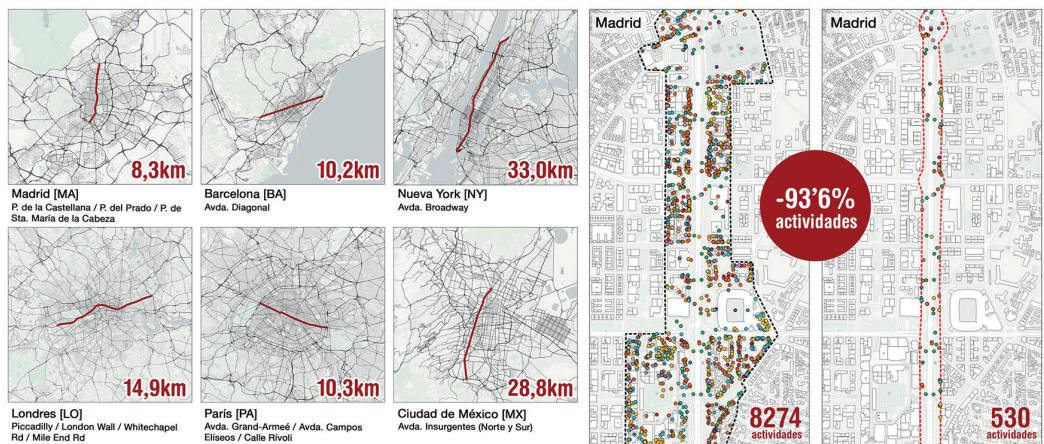 8,3km
Madrid [MA]
P. de la Castellana / P. del Prado / P. de
Sta. María de la Cabeza
10,2km
Barcelona [BA]
Avda. Diagonal
33,0km
Nueva York [NY]
Avda. Broadway
14,9km
Londres [LO]
Piccadilly / London Wall / Whitechapel
Rd / Mile End Rd
10,3km
París [PA]
Avda. Grand-Armeé / Avda. Campos
Elíseos / Calle Rívoli
28,8km
Ciudad de México [MX]
Avda. Insurgentes (Norte y Sur)
Madrid
8274
actividades
-93'6%
actividades
Madrid
530
actividades